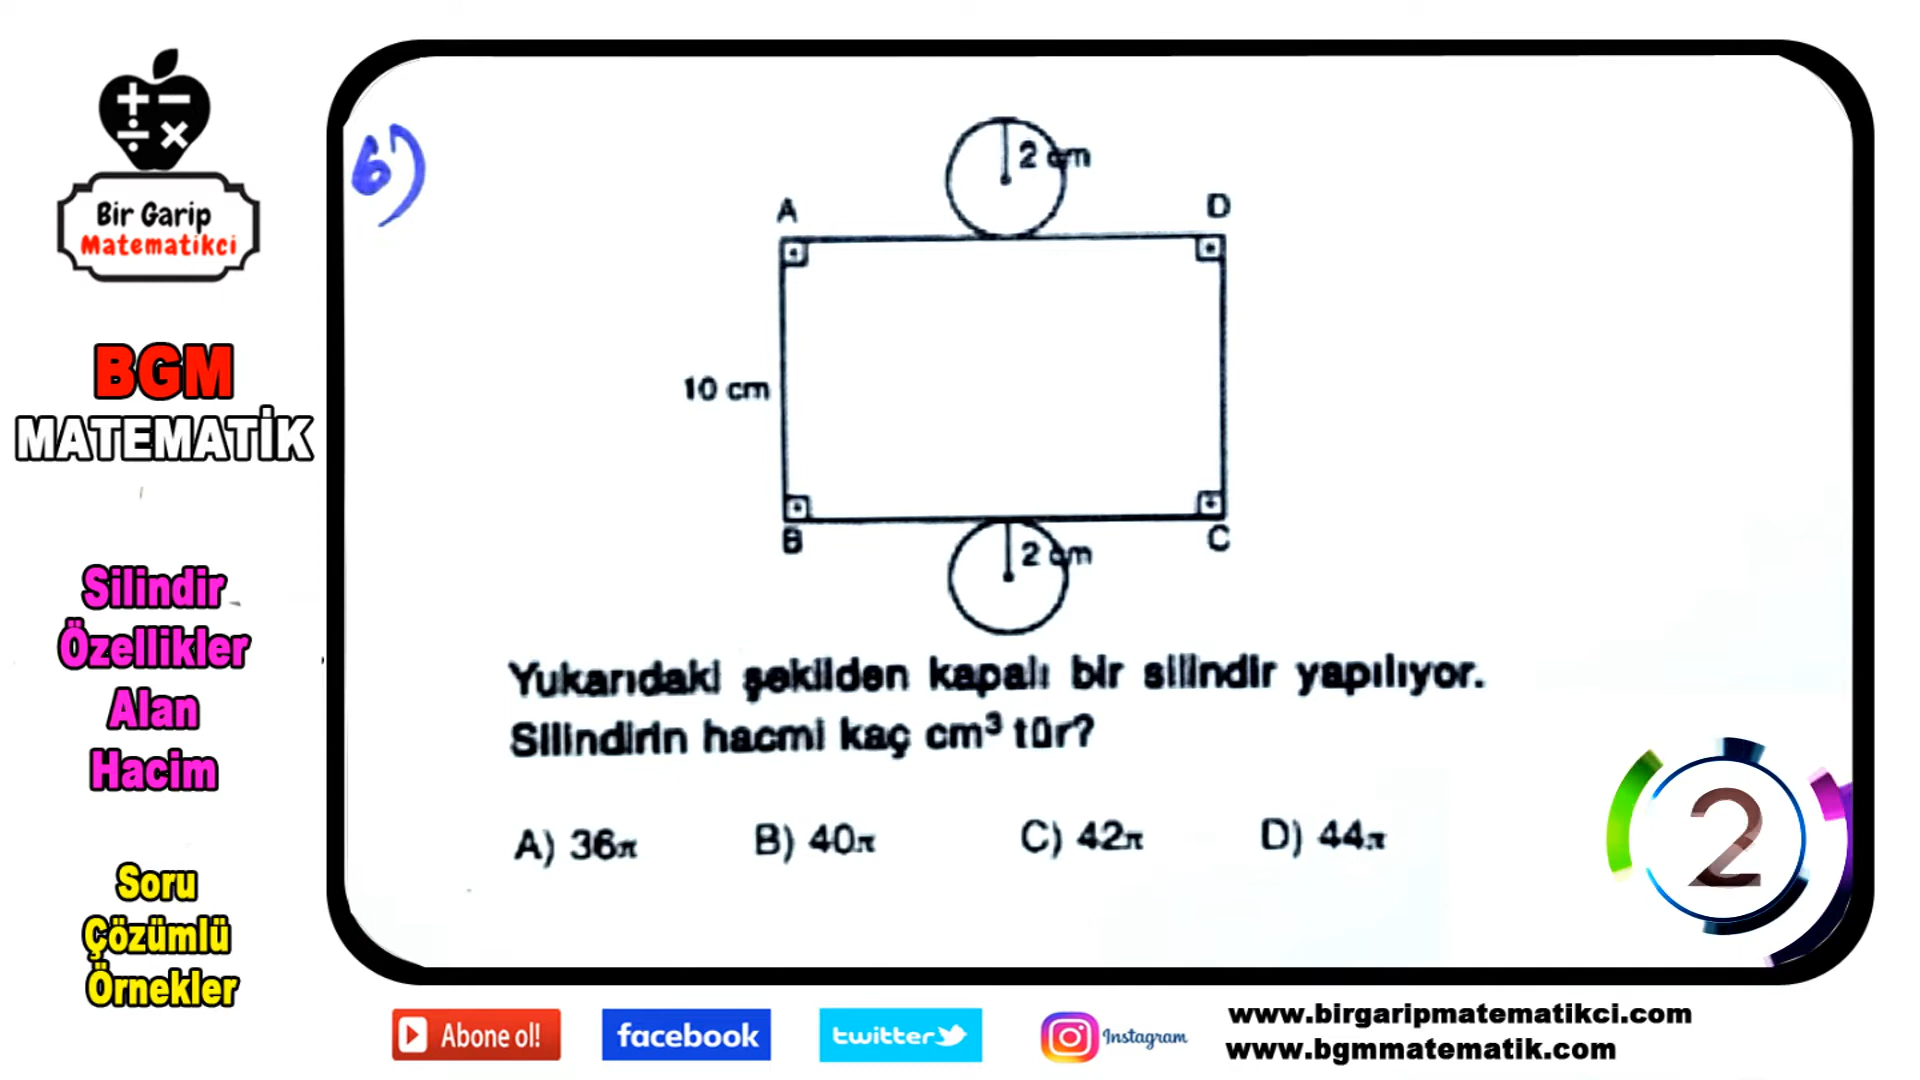 Bir Garip
Matematikci
BGM
MATEMATİK
Silindir
Özellikler
Alan
Hacim
Soru
Çözümlü
Örnekler
6)
2 cm
A
D
10 cm
B
C
2 cm
Yukarıdaki şekilden kapalı bir silindir yapılıyor.
Silindirin hacmi kaç cm³ tür?
A) 36π B) 40π C) 42π D) 44π
2
Abone ol!
facebook
twitter
Instagram
www.birgaripmatematikci.com
www.bgmmatematik.com